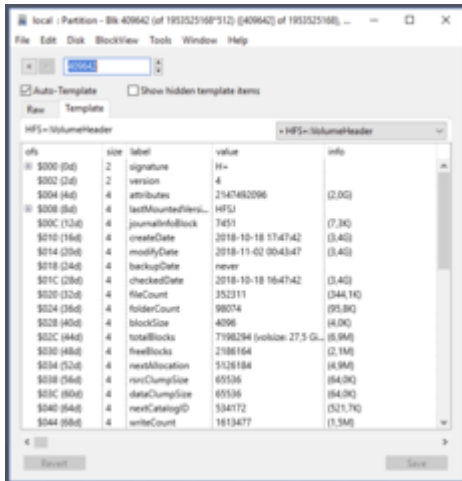 local : Partition - Blk 409642 (of 1953525168*512) ([409642] of 1953525168), ...
File Edit Disk BlockView Tools Window Help
409642
Auto-Template Show hidden template items
Raw Template
HFS+:VolumeHeader + HFS+:VolumeHeader
ofs size label value info
$000 (0d) 2 signature H+
$002 (2d) 2 version 4
$004 (4d) 4 attributes 2147492096 (2,0G)
$008 (8d) 4 lastMountedVersi... HFSJ
$00C (12d) 4 journalInfoBlock 7451 (7,3K)
$010 (16d) 4 createDate 2018-10-18 17:47:42 (3,4G)
$014 (20d) 4 modifyDate 2018-11-02 00:43:47 (3,4G)
$018 (24d) 4 backupDate never
$01C (28d) 4 checkedDate 2018-10-18 16:47:42 (3,4G)
$020 (32d) 4 fileCount 352311 (344,1K)
$024 (36d) 4 folderCount 98074 (95,8K)
$028 (40d) 4 blockSize 4096 (4,0K)
$02C (44d) 4 totalBlocks 7198294 (volsize: 27,5 Gi... (6,9M)
$030 (48d) 4 freeBlocks 2186164 (2,1M)
$034 (52d) 4 nextAllocation 5126184 (4,9M)
$038 (56d) 4 rsrcClumpSize 65536 (64,0K)
$03C (60d) 4 dataClumpSize 65536 (64,0K)
$040 (64d) 4 nextCatalogID 534172 (521,7K)
$044 (68d) 4 writeCount 1613477 (1,5M)
Revert Save